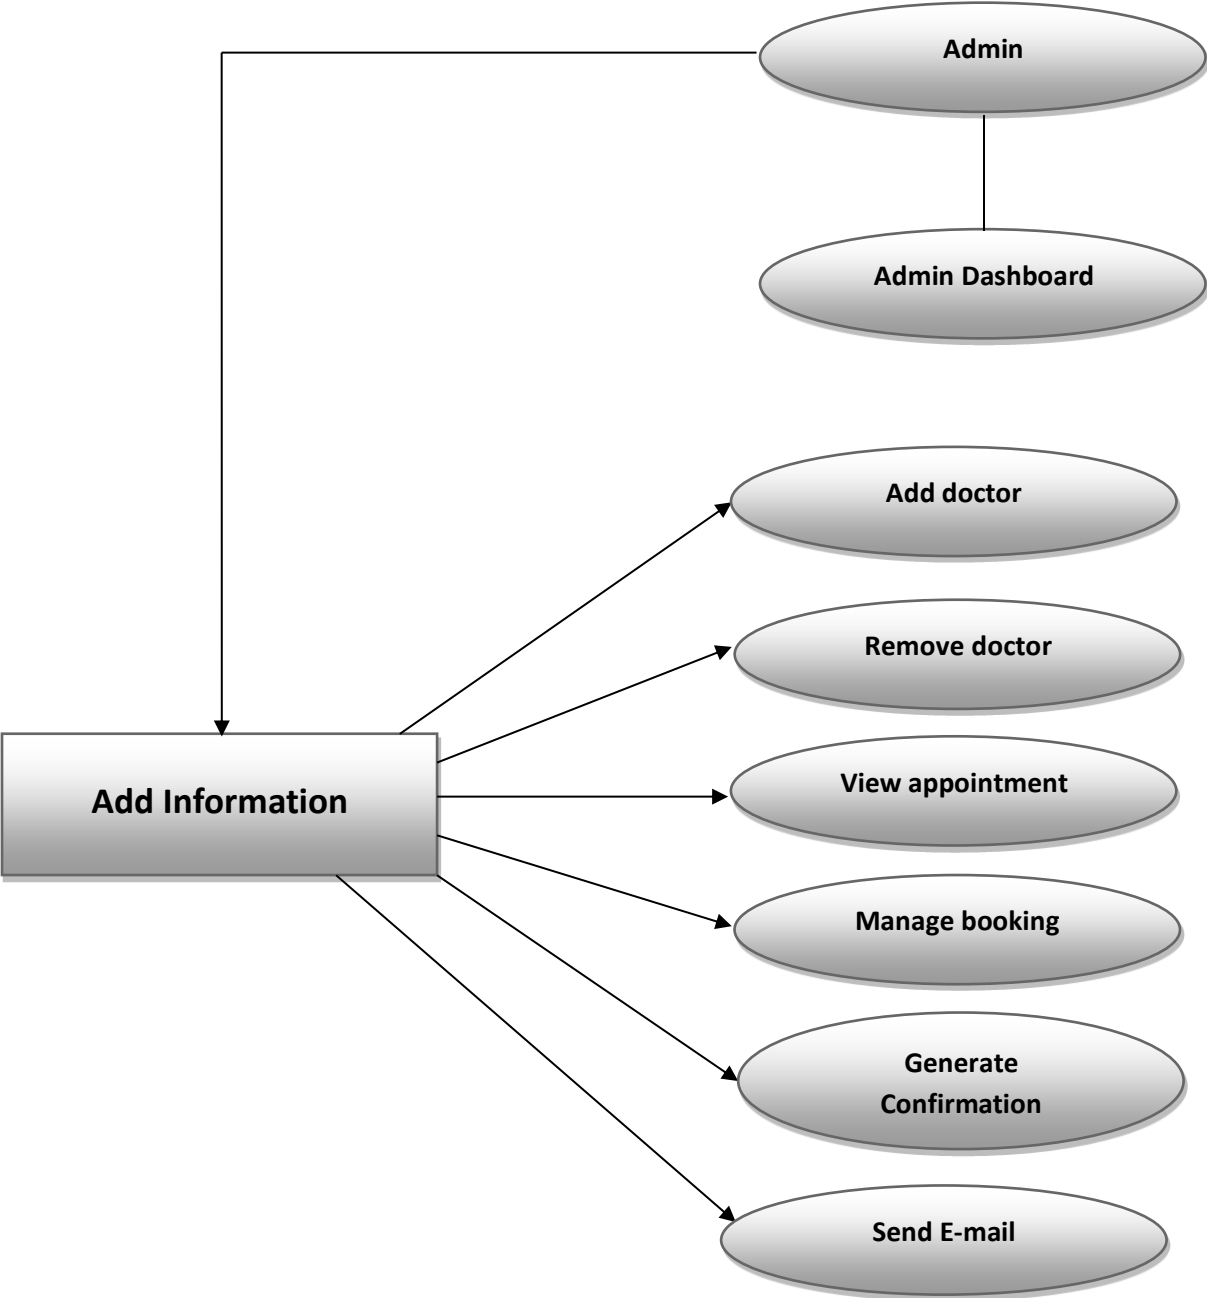 Admin
Admin Dashboard
Add doctor
Remove doctor
View appointment
Add Information
Manage booking
Generate
Confirmation
Send E-mail